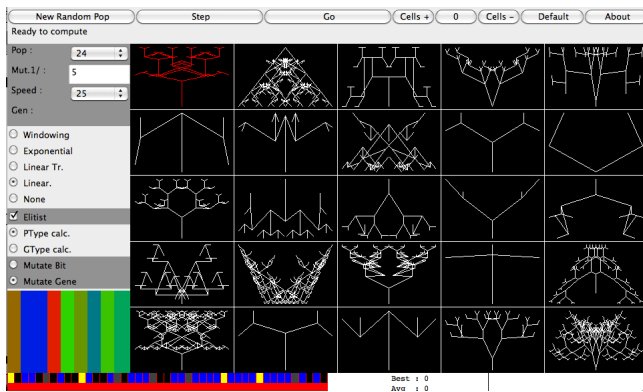 New Random Pop Step Go Cells + 0 Cells – Default About
Ready to compute
Pop : 24
Mut.1/ : 5
Speed : 25
Gen :
Windowing
Exponential
Linear Tr.
Linear.
None
Elitist
PType calc.
GType calc.
Mutate Bit
Mutate Gene
Best : 0
Avg : 0